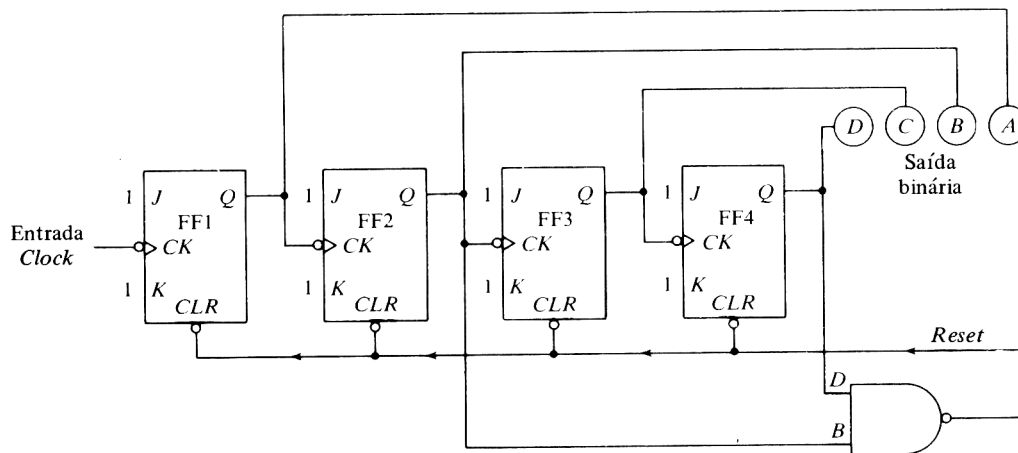 D C B A
Saída
binária
1 J Q
FF1
CK
1 K
CLR
1 J Q
FF2
CK
1 K
CLR
1 J Q
FF3
CK
1 K
CLR
1 J Q
FF4
CK
1 K
CLR
Entrada
Clock
Reset
D
B